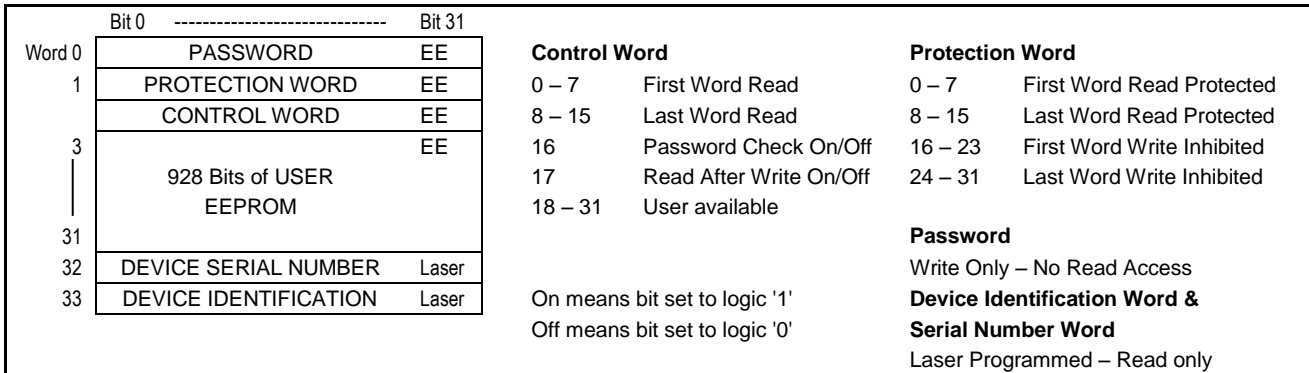 Bit 0 ------------------------------ Bit 31
Word 0 PASSWORD EE
1 PROTECTION WORD EE
CONTROL WORD EE
3 EE
928 Bits of USER
EEPROM
31
32 DEVICE SERIAL NUMBER Laser
33 DEVICE IDENTIFICATION Laser
Control Word
0 – 7 First Word Read
8 – 15 Last Word Read
16 Password Check On/Off
17 Read After Write On/Off
18 – 31 User available
On means bit set to logic '1'
Off means bit set to logic '0'
Protection Word
0 – 7 First Word Read Protected
8 – 15 Last Word Read Protected
16 – 23 First Word Write Inhibited
24 – 31 Last Word Write Inhibited
Password
Write Only – No Read Access
Device Identification Word &
Serial Number Word
Laser Programmed – Read only